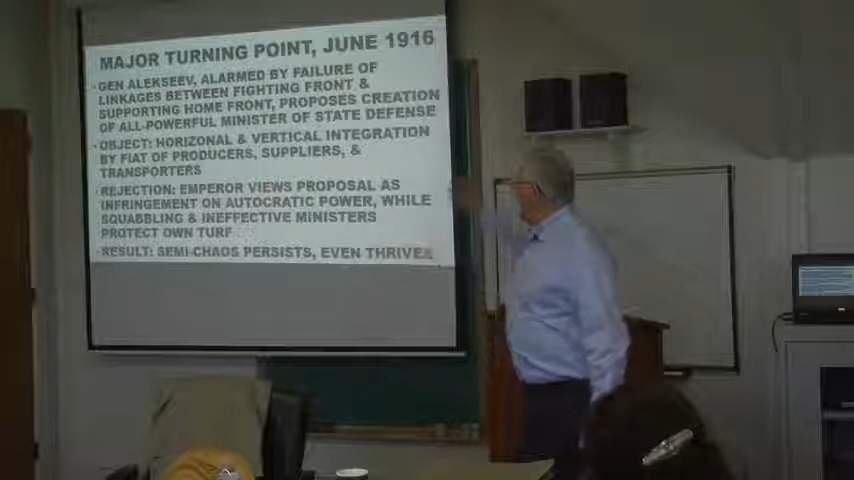 MAJOR TURNING POINT, JUNE 1916
• GEN ALEKSEEV, ALARMED BY FAILURE OF
LINKAGES BETWEEN FIGHTING FRONT &
SUPPORTING HOME FRONT, PROPOSES CREATION
OF ALL-POWERFUL MINISTER OF STATE DEFENSE
• OBJECT: HORIZONAL & VERTICAL INTEGRATION
BY FIAT OF PRODUCERS, SUPPLIERS, &
TRANSPORTERS
• REJECTION: EMPEROR VIEWS PROPOSAL AS
INFRINGEMENT ON AUTOCRATIC POWER, WHILE
SQUABBLING & INEFFECTIVE MINISTERS
PROTECT OWN TURF
• RESULT: SEMI-CHAOS PERSISTS, EVEN THRIVES